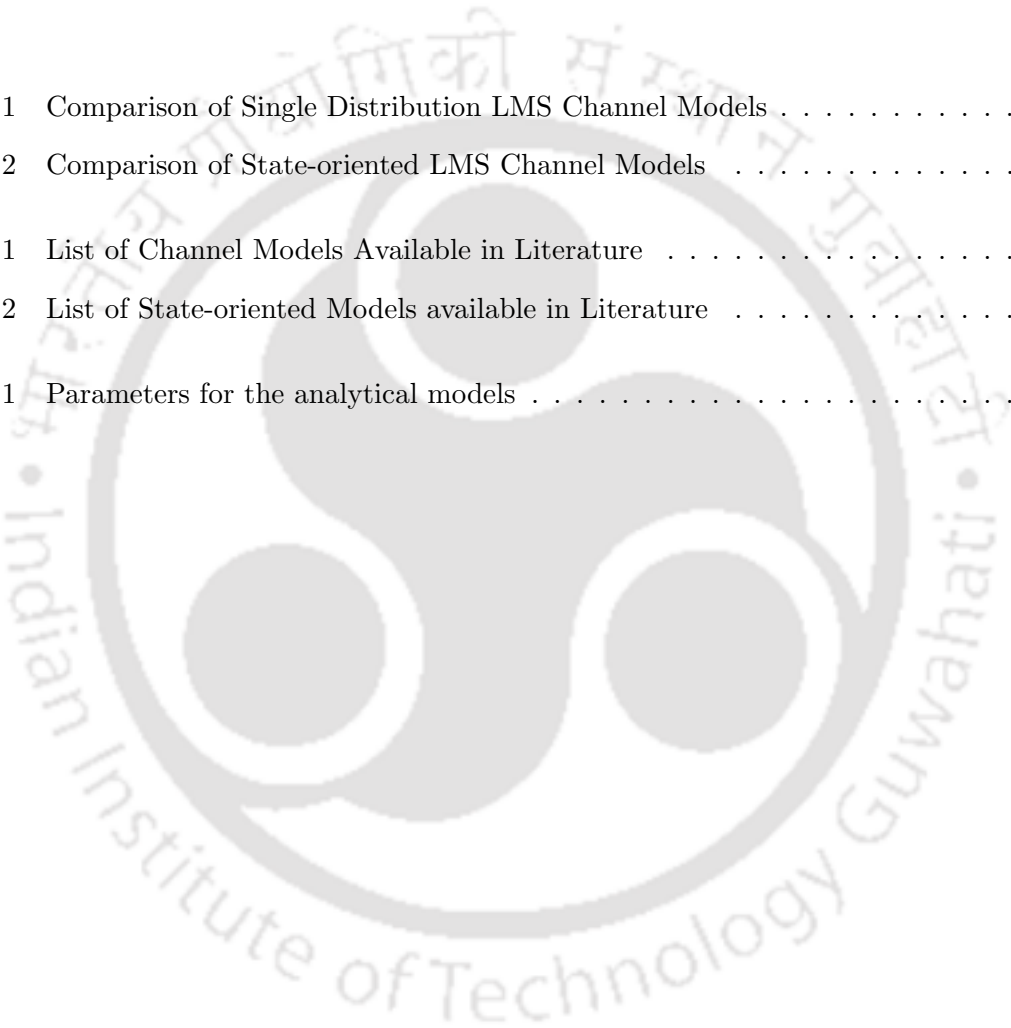 1 Comparison of Single Distribution LMS Channel Models . . . . . . . . . . .
2 Comparison of State-oriented LMS Channel Models . . . . . . . . . . . . .
1 List of Channel Models Available in Literature . . . . . . . . . . . . . . . .
2 List of State-oriented Models available in Literature . . . . . . . . . . . . .
1 Parameters for the analytical models . . . . . . . . . . . . . . . . . . . . . .
भारतीय प्रौद्योगिकी संस्थान गुवाहाटी
• Indian Institute of Technology Guwahati •